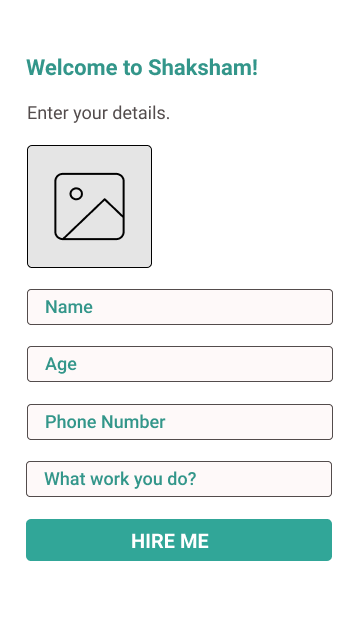 Welcome to Shaksham!
Enter your details.
Name
Age
Phone Number
What work you do?
HIRE ME